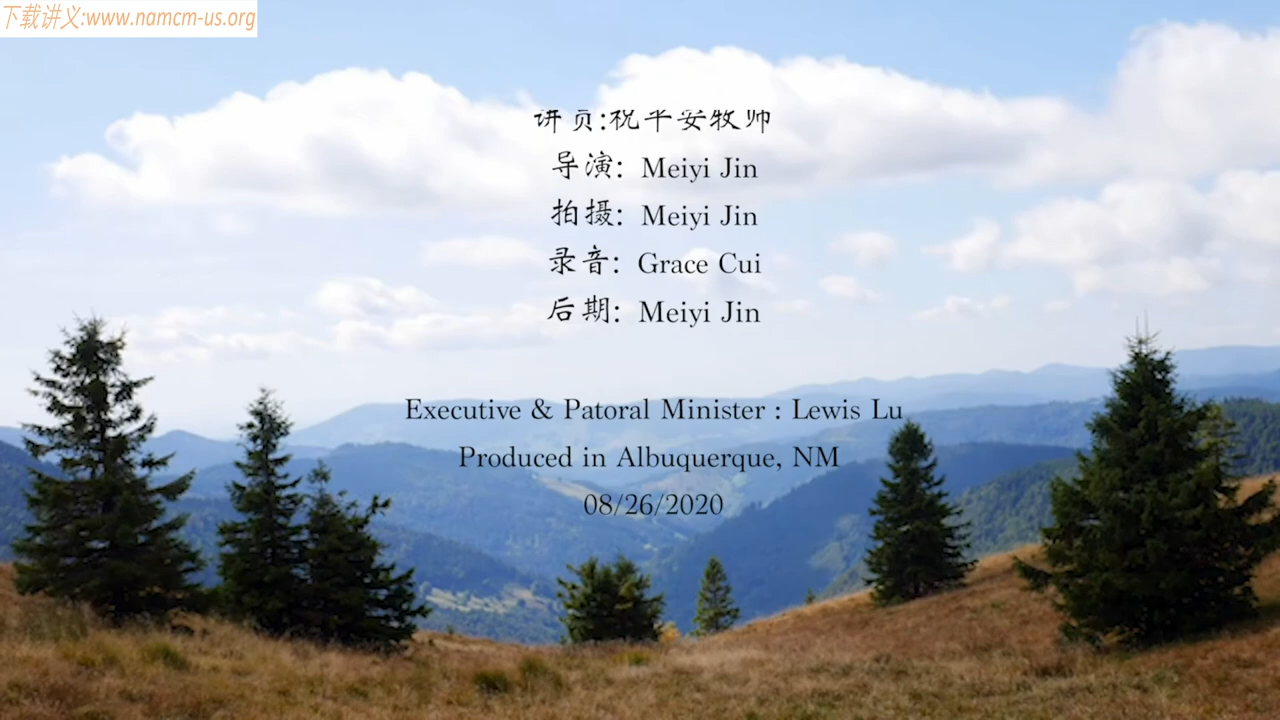 下载讲义:www.namcm-us.org
讲员:祝平安牧师
导演: Meiyi Jin
拍摄: Meiyi Jin
录音: Grace Cui
后期: Meiyi Jin
Executive & Patoral Minister : Lewis Lu
Produced in Albuquerque, NM
08/26/2020